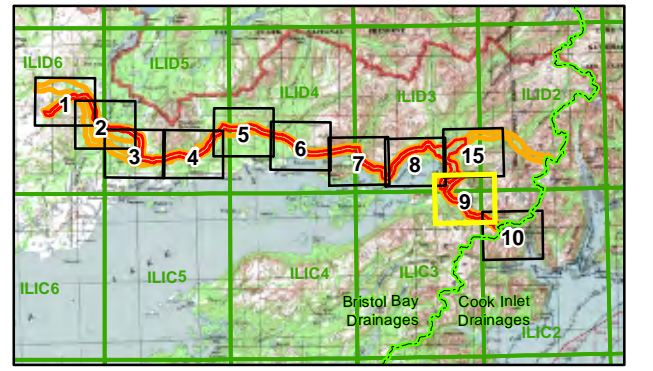 ILID6
ILID5
ILID4
ILID3
ILID2
1
2
3
4
5
6
7
8
15
9
10
ILIC6
ILIC5
ILIC4
ILIC3
ILIC2
Bristol Bay
Drainages
Cook Inlet
Drainages